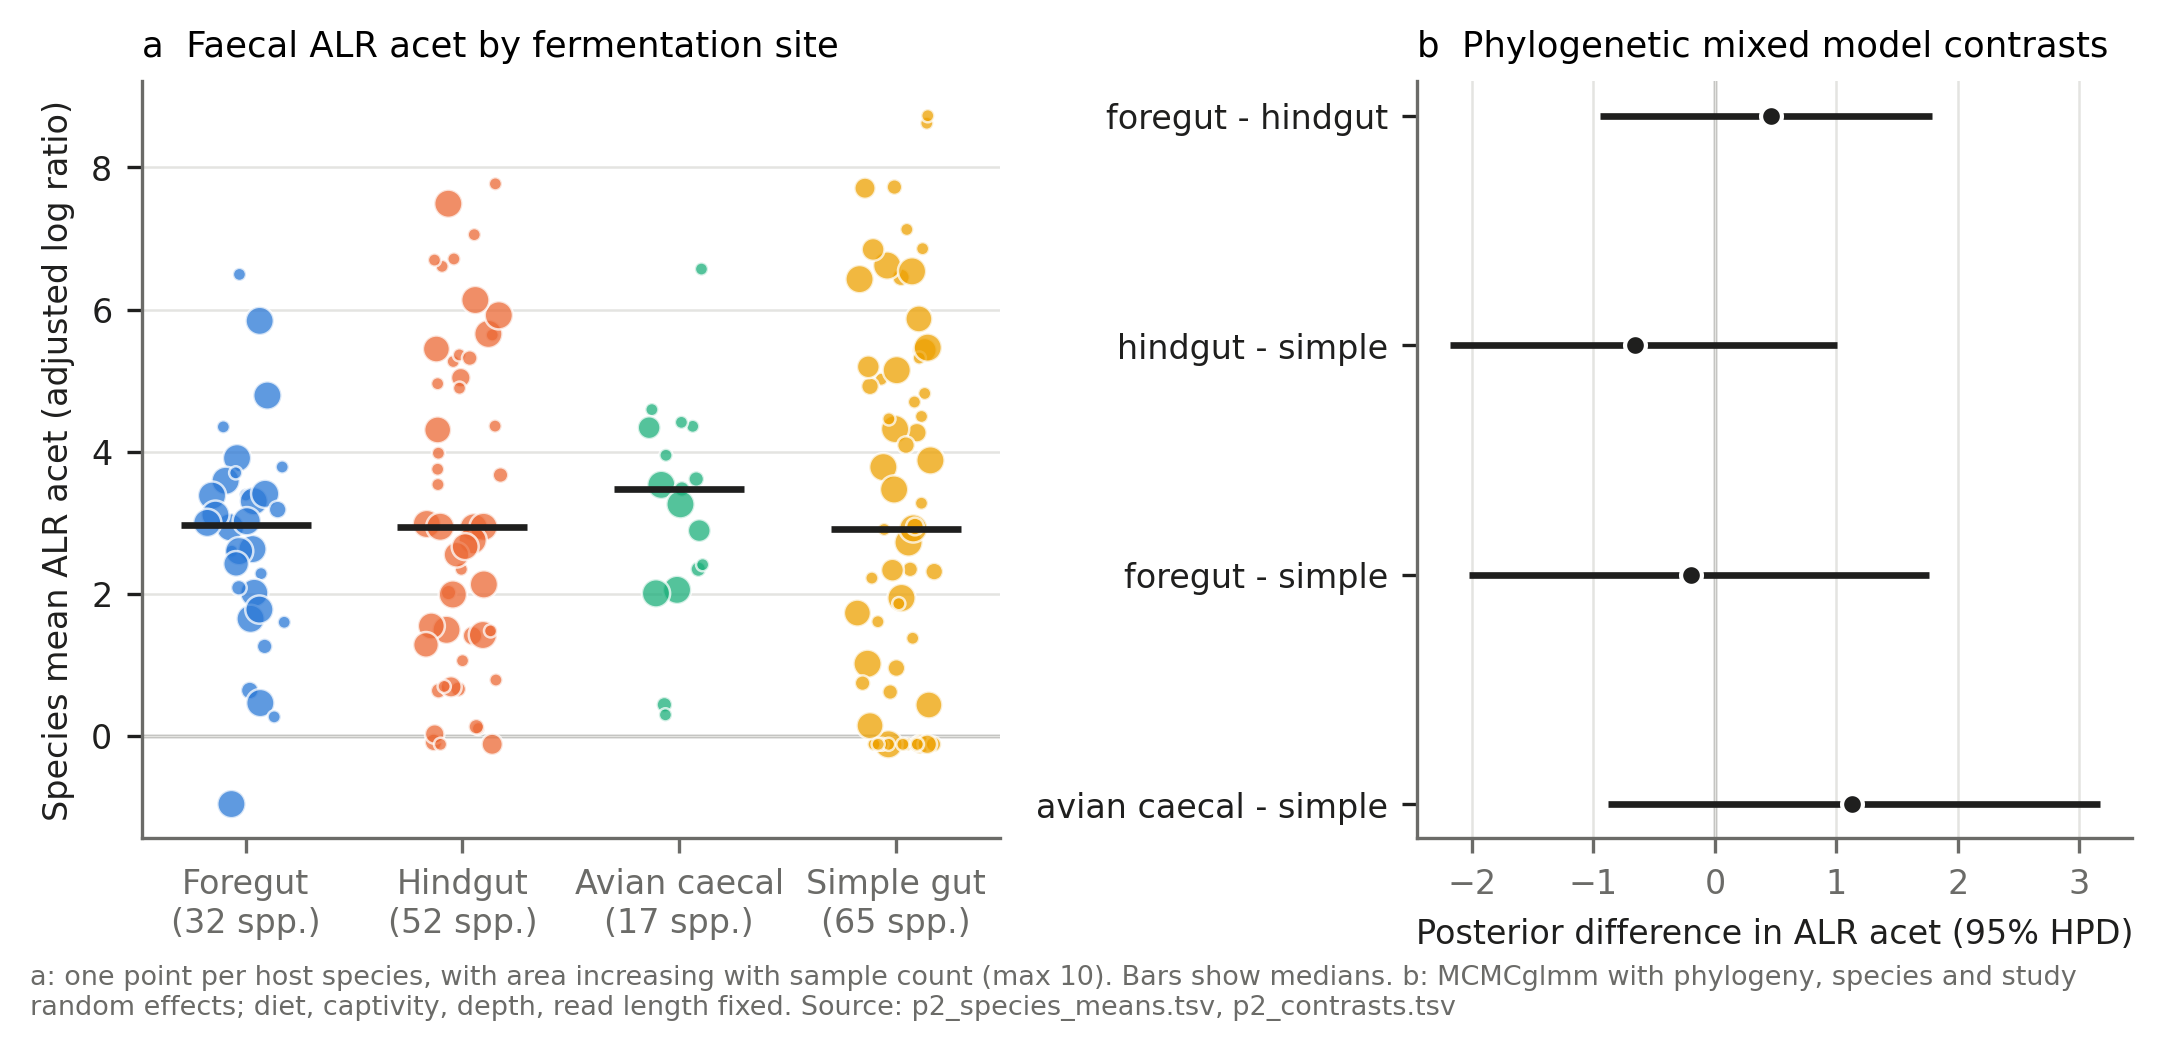 a  Faecal ALR acet by fermentation site
Species mean ALR acet (adjusted log ratio)
8
6
4
2
0
Foregut
(32 spp.)
Hindgut
(52 spp.)
Avian caecal
(17 spp.)
Simple gut
(65 spp.)
b  Phylogenetic mixed model contrasts
foregut - hindgut
hindgut - simple
foregut - simple
avian caecal - simple
−2
−1
0
1
2
3
Posterior difference in ALR acet (95% HPD)
a: one point per host species, with area increasing with sample count (max 10). Bars show medians. b: MCMCglmm with phylogeny, species and study
random effects; diet, captivity, depth, read length fixed. Source: p2_species_means.tsv, p2_contrasts.tsv